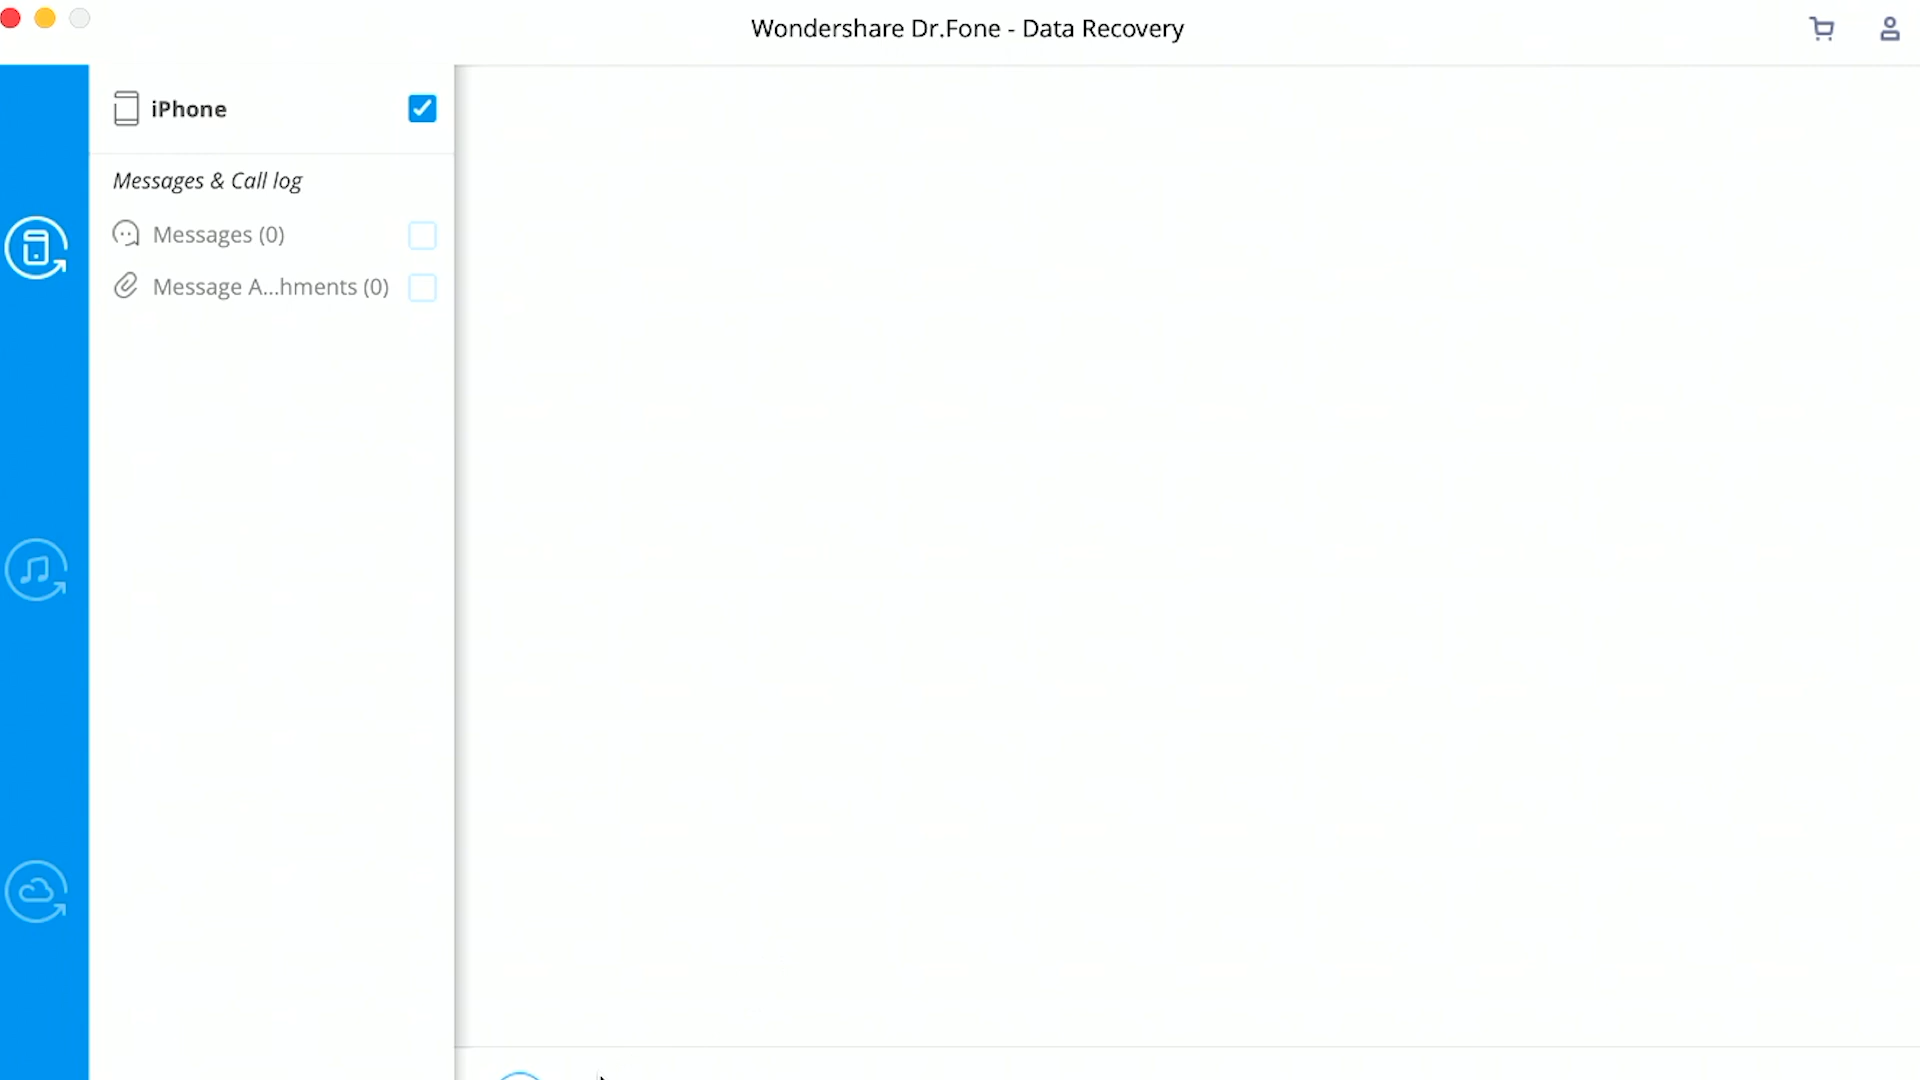 Wondershare Dr.Fone - Data Recovery
iPhone
Messages & Call log
Messages (0)
Message A...hments (0)